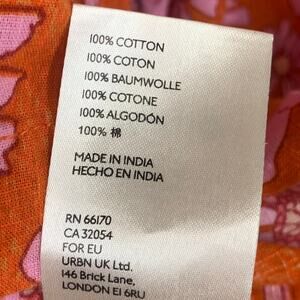 100% COTTON
100% COTON
100% BAUMWOLLE
100% COTONE
100% ALGODÓN
100% 棉
MADE IN INDIA
HECHO EN INDIA
RN 66170
CA 32054
FOR EU
URBN UK Ltd.
146 Brick Lane,
LONDON E1 6RU